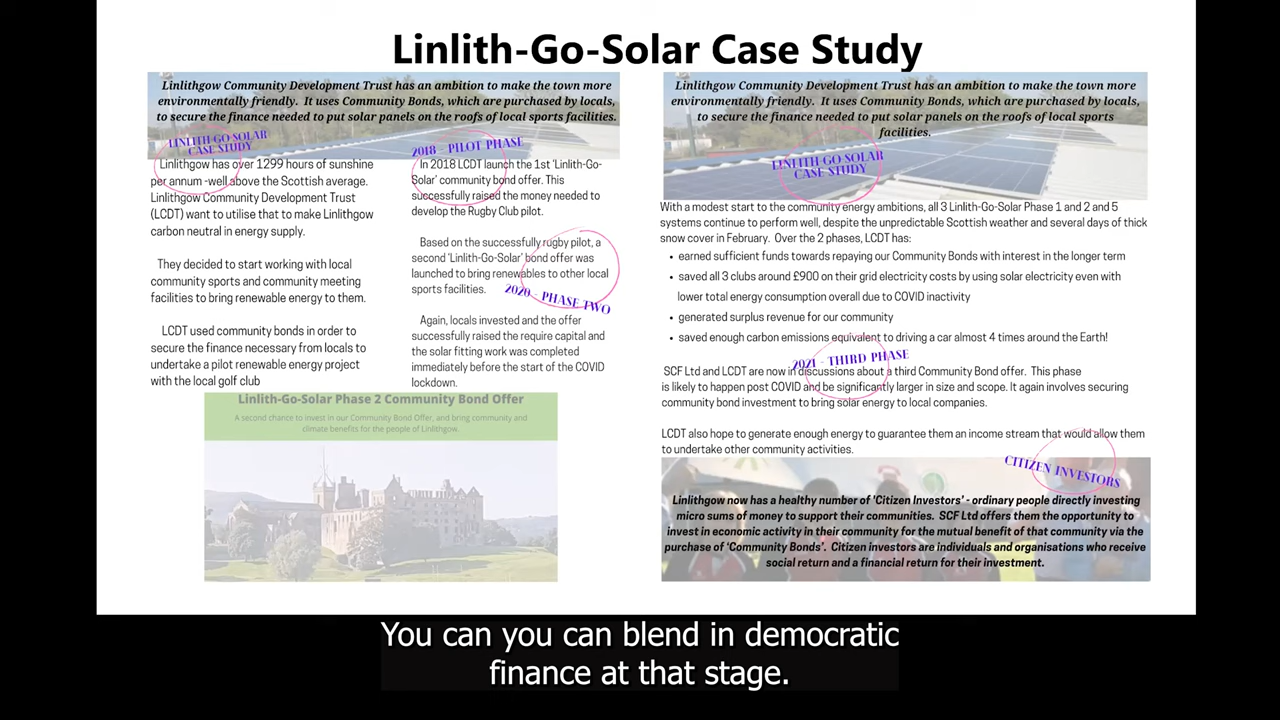 Linlith-Go-Solar Case Study
Linlithgow Community Development Trust has an ambition to make the town more
environmentally friendly. It uses Community Bonds, which are purchased by locals,
to secure the finance needed to put solar panels on the roofs of local sports facilities.
LINLITH GO SOLAR
CASE STUDY
Linlithgow has over 1299 hours of sunshine
per annum -well above the Scottish average.
Linlithgow Community Development Trust
(LCDT) want to utilise that to make Linlithgow
carbon neutral in energy supply.
They decided to start working with local
community sports and community meeting
facilities to bring renewable energy to them.
LCDT used community bonds in order to
secure the finance necessary from locals to
undertake a pilot renewable energy project
with the local golf club
2018 - PILOT PHASE
In 2018 LCDT launch the 1st 'Linlith-Go-
Solar' community bond offer. This
successfully raised the money needed to
develop the Rugby Club pilot.
Based on the successfully rugby pilot, a
second 'Linlith-Go-Solar' bond offer was
launched to bring renewables to other local
sports facilities.
2020 - PHASE TWO
Again, locals invested and the offer
successfully raised the require capital and
the solar fitting work was completed
immediately before the start of the COVID
lockdown.
Linlith-Go-Solar Phase 2 Community Bond Offer
A second chance to invest in our Community Bond Offer, and bring community and
climate benefits for the people of Linlithgow.
Linlithgow Community Development Trust has an ambition to make the town more
environmentally friendly. It uses Community Bonds, which are purchased by locals,
to secure the finance needed to put solar panels on the roofs of local sports
facilities.
LINLITH GO SOLAR
CASE STUDY
With a modest start to the community energy ambitions, all 3 Linlith-Go-Solar Phase 1 and 2 and 5
systems continue to perform well, despite the unpredictable Scottish weather and several days of thick
snow cover in February. Over the 2 phases, LCDT has:
• earned sufficient funds towards repaying our Community Bonds with interest in the longer term
• saved all 3 clubs around £900 on their grid electricity costs by using solar electricity even with
lower total energy consumption overall due to COVID inactivity
• generated surplus revenue for our community
• saved enough carbon emissions equivalent to driving a car almost 4 times around the Earth!
2021 - THIRD PHASE
SCF Ltd and LCDT are now in discussions about a third Community Bond offer. This phase
is likely to happen post COVID and be significantly larger in size and scope. It again involves securing
community bond investment to bring solar energy to local companies.
LCDT also hope to generate enough energy to guarantee them an income stream that would allow them
to undertake other community activities.
CITIZEN INVESTORS
Linlithgow now has a healthy number of 'Citizen Investors' - ordinary people directly investing
micro sums of money to support their communities. SCF Ltd offers them the opportunity to
invest in economic activity in their community for the mutual benefit of that community via the
purchase of 'Community Bonds'. Citizen investors are individuals and organisations who receive
social return and a financial return for their investment.
You can you can blend in democratic
finance at that stage.